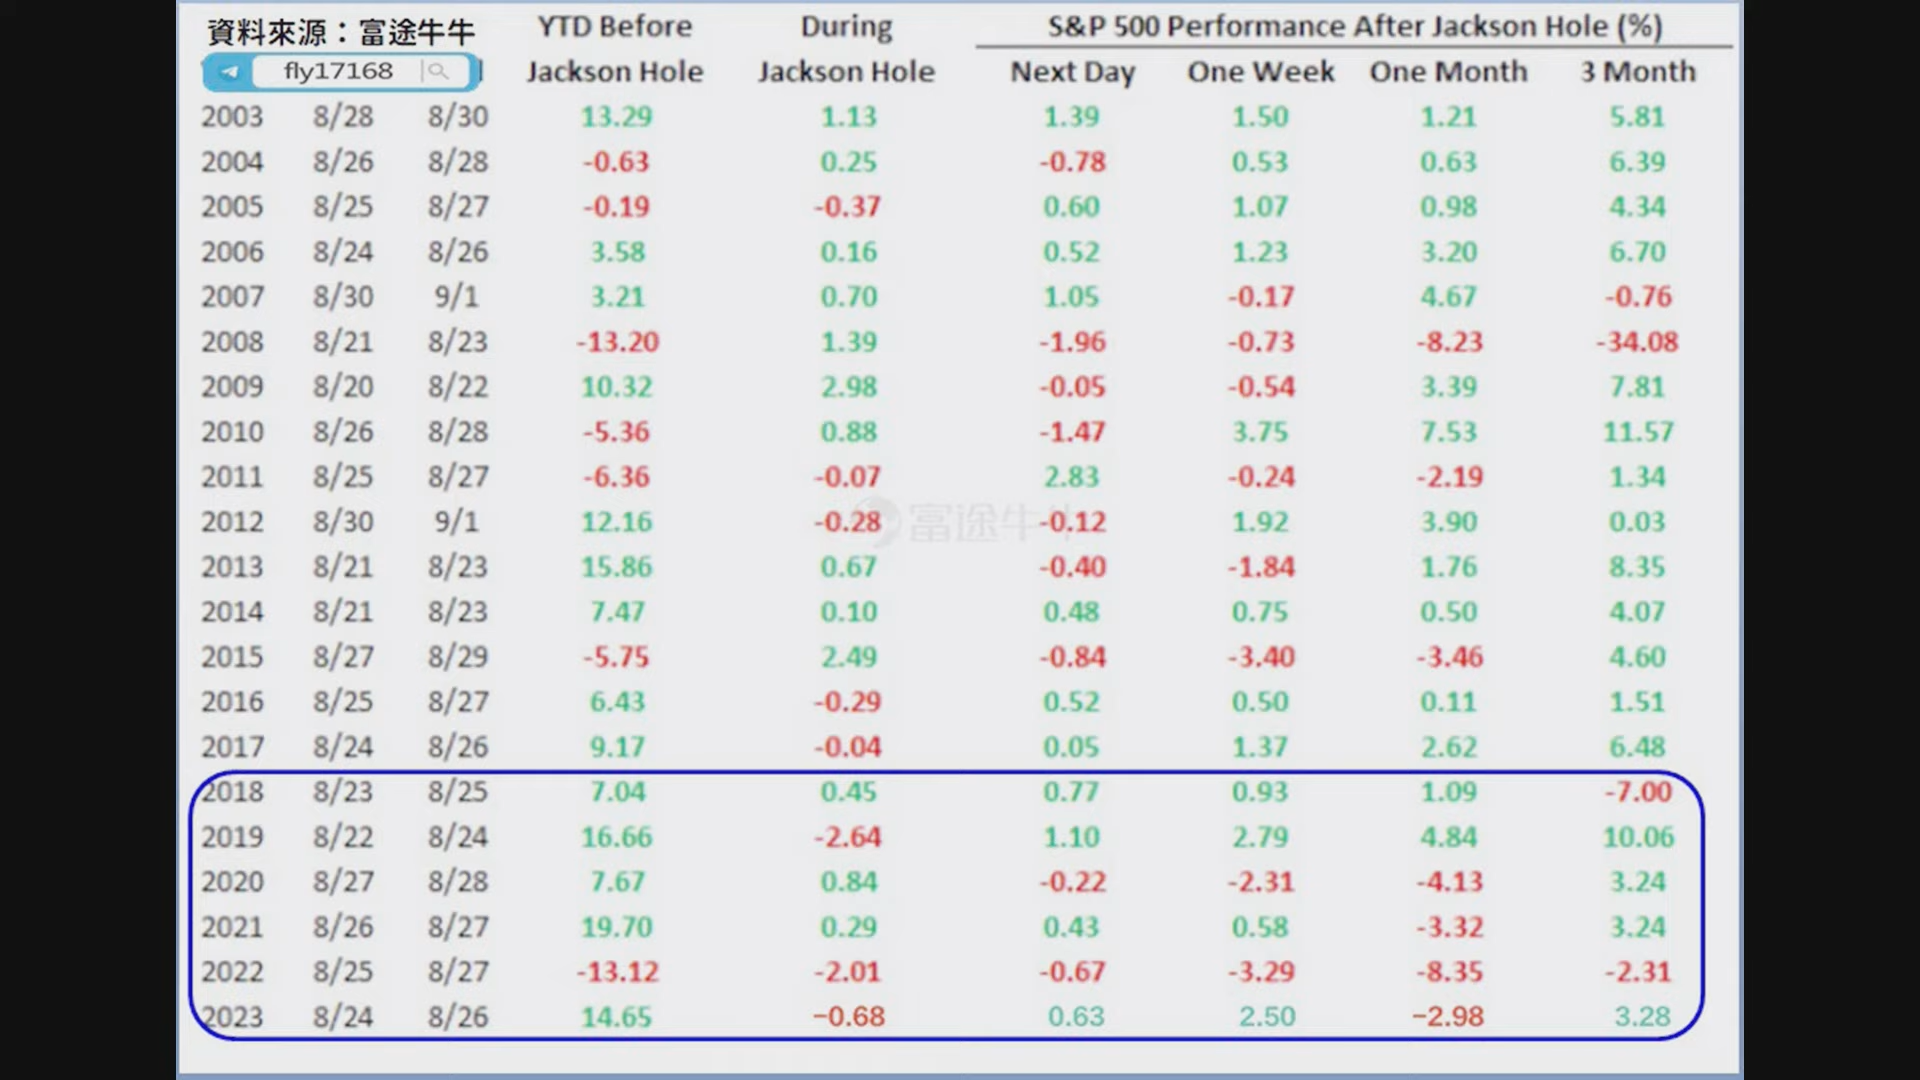 資料來源：富途牛牛 YTD Before During S&P 500 Performance After Jackson Hole (%)
fly17168 Jackson Hole Jackson Hole Next Day One Week One Month 3 Month
2003 8/28 8/30 13.29 1.13 1.39 1.50 1.21 5.81
2004 8/26 8/28 -0.63 0.25 -0.78 0.53 0.63 6.39
2005 8/25 8/27 -0.19 -0.37 0.60 1.07 0.98 4.34
2006 8/24 8/26 3.58 0.16 0.52 1.23 3.20 6.70
2007 8/30 9/1 3.21 0.70 1.05 -0.17 4.67 -0.76
2008 8/21 8/23 -13.20 1.39 -1.96 -0.73 -8.23 -34.08
2009 8/20 8/22 10.32 2.98 -0.05 -0.54 3.39 7.81
2010 8/26 8/28 -5.36 0.88 -1.47 3.75 7.53 11.57
2011 8/25 8/27 -6.36 -0.07 2.83 -0.24 -2.19 1.34
2012 8/30 9/1 12.16 -0.28 -0.12 1.92 3.90 0.03
富途牛牛
2013 8/21 8/23 15.86 0.67 -0.40 -1.84 1.76 8.35
2014 8/21 8/23 7.47 0.10 0.48 0.75 0.50 4.07
2015 8/27 8/29 -5.75 2.49 -0.84 -3.40 -3.46 4.60
2016 8/25 8/27 6.43 -0.29 0.52 0.50 0.11 1.51
2017 8/24 8/26 9.17 -0.04 0.05 1.37 2.62 6.48
2018 8/23 8/25 7.04 0.45 0.77 0.93 1.09 -7.00
2019 8/22 8/24 16.66 -2.64 1.10 2.79 4.84 10.06
2020 8/27 8/28 7.67 0.84 -0.22 -2.31 -4.13 3.24
2021 8/26 8/27 19.70 0.29 0.43 0.58 -3.32 3.24
2022 8/25 8/27 -13.12 -2.01 -0.67 -3.29 -8.35 -2.31
2023 8/24 8/26 14.65 −0.68 0.63 2.50 −2.98 3.28